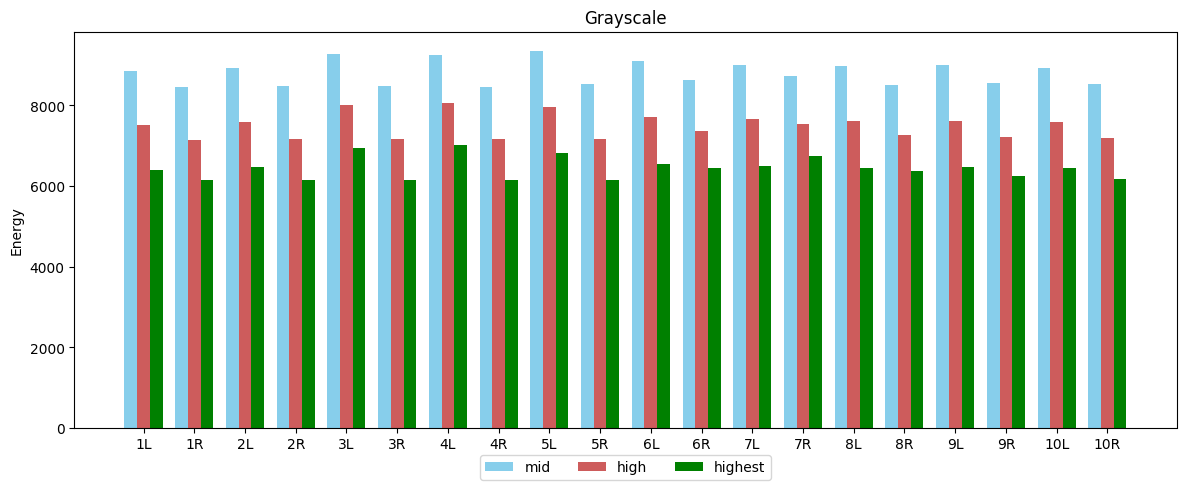 Grayscale
Energy
8000
6000
4000
2000
0
1L 1R 2L 2R 3L 3R 4L 4R 5L 5R 6L 6R 7L 7R 8L 8R 9L 9R 10L 10R
mid high highest